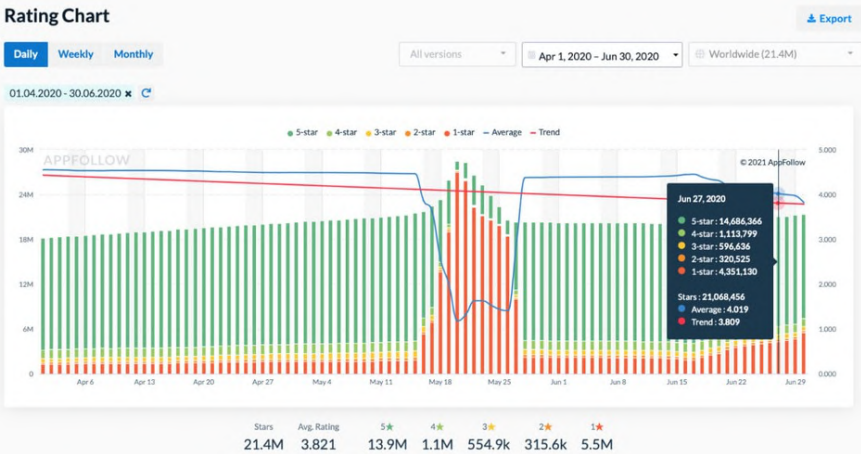 Rating Chart
Export
Daily Weekly Monthly
All versions
Apr 1, 2020 – Jun 30, 2020
Worldwide (21.4M)
01.04.2020 - 30.06.2020 ×
5-star 4-star 3-star 2-star 1-star Average Trend
30M
24M
18M
12M
6M
0
APPFOLLOW
© 2021 AppFollow
5.000
4.000
3.000
2.000
1.000
0.000
Jun 27, 2020
5-star : 14,686,366
4-star : 1,113,799
3-star : 596,636
2-star : 320,525
1-star : 4,351,130
Stars : 21,068,456
Average : 4.019
Trend : 3.809
Apr 6 Apr 13 Apr 20 Apr 27 May 4 May 11 May 18 May 25 Jun 1 Jun 8 Jun 15 Jun 22 Jun 29
Stars Avg. Rating 5★ 4★ 3★ 2★ 1★
21.4M 3.821 13.9M 1.1M 554.9k 315.6k 5.5M